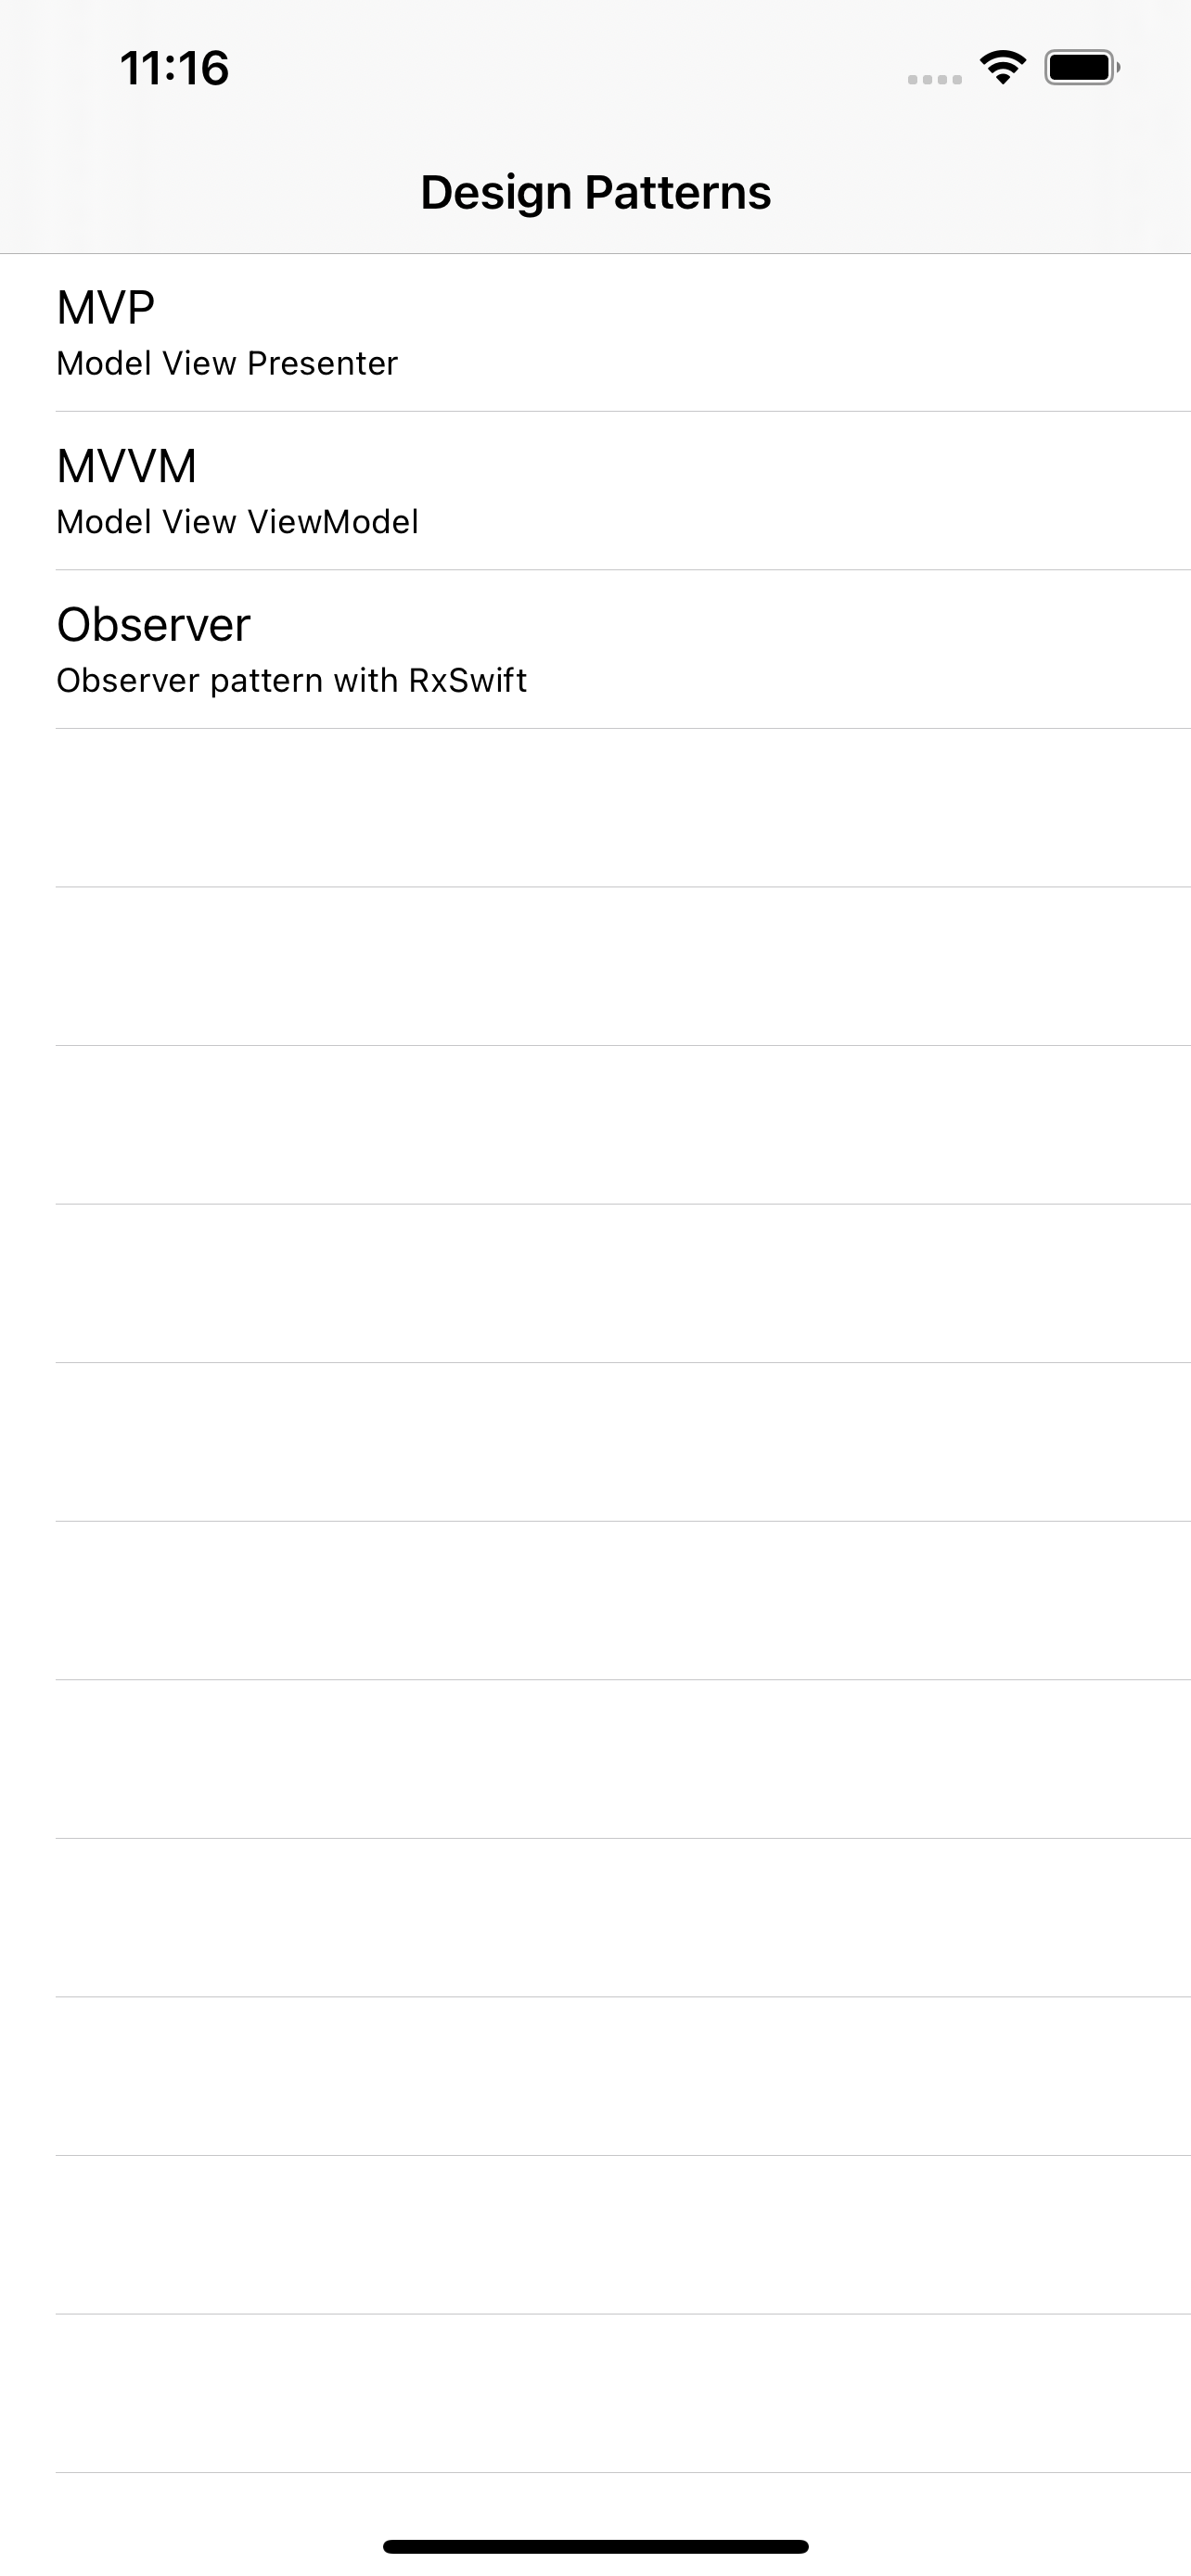 11:16
Design Patterns
MVP
Model View Presenter
MVVM
Model View ViewModel
Observer
Observer pattern with RxSwift